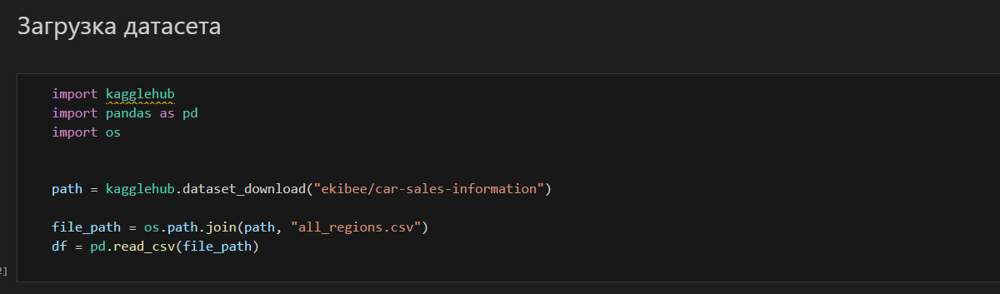 Загрузка датасета
import kagglehub
import pandas as pd
import os
path = kagglehub.dataset_download("ekibee/car-sales-information")
file_path = os.path.join(path, "all_regions.csv")
df = pd.read_csv(file_path)
2]